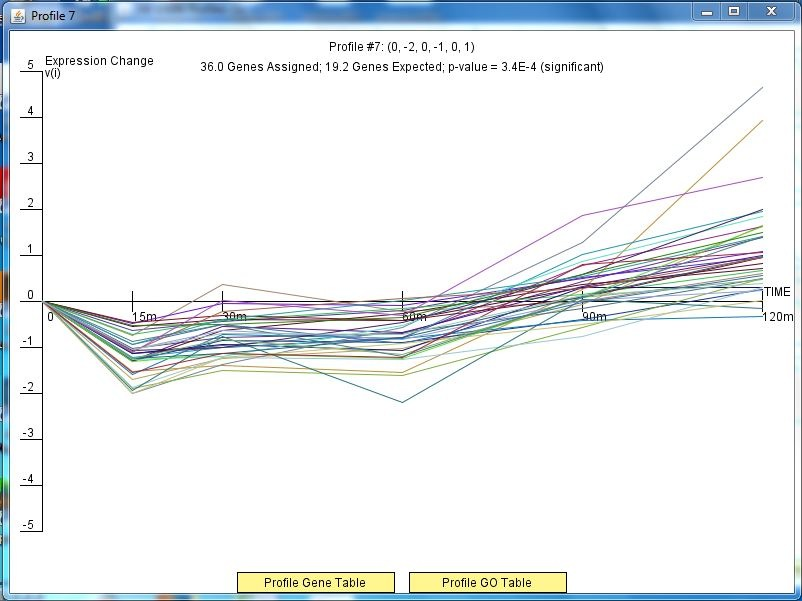 Profile 7
Profile #7: (0, -2, 0, -1, 0, 1)
36.0 Genes Assigned; 19.2 Genes Expected; p-value = 3.4E-4 (significant)
Expression Change
v(i)
5
4
3
2
1
0
-1
-2
-3
-4
-5
TIME
0 15m 30m 60m 90m 120m
Profile Gene Table Profile GO Table